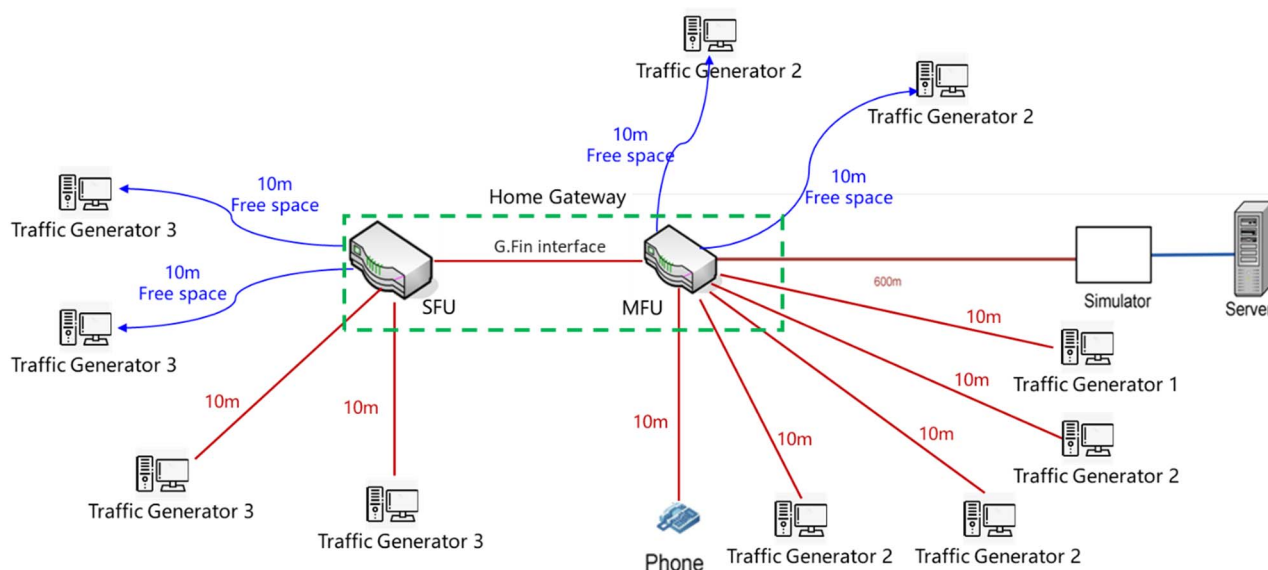 Traffic Generator 2
Traffic Generator 2
10m
Free space
10m
Free space
10m
Free space
Home Gateway
Traffic Generator 3
G.Fin interface
10m
Free space
600m
SFU
MFU
Simulator
Server
10m
Traffic Generator 3
Traffic Generator 1
10m
10m
10m
10m
10m
10m
Traffic Generator 2
Traffic Generator 3
Traffic Generator 3
Phone
Traffic Generator 2
Traffic Generator 2